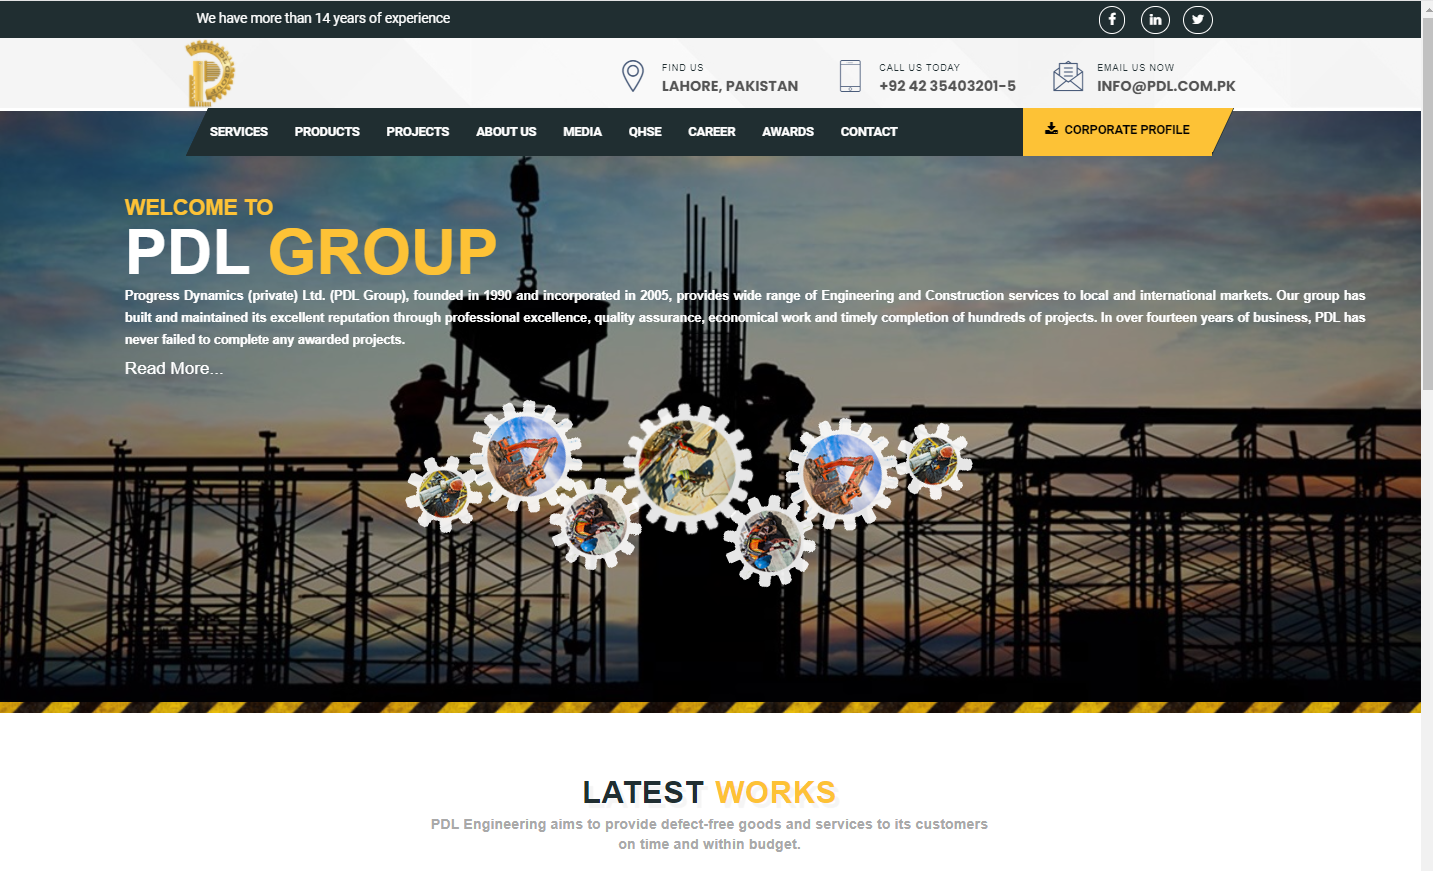 We have more than 14 years of experience
THE PDL GROUP
FIND US
LAHORE, PAKISTAN
CALL US TODAY
+92 42 35403201-5
EMAIL US NOW
INFO@PDL.COM.PK
SERVICES PRODUCTS PROJECTS ABOUT US MEDIA QHSE CAREER AWARDS CONTACT
CORPORATE PROFILE
WELCOME TO
PDL GROUP
Progress Dynamics (private) Ltd. (PDL Group), founded in 1990 and incorporated in 2005, provides wide range of Engineering and Construction services to local and international markets. Our group has
built and maintained its excellent reputation through professional excellence, quality assurance, economical work and timely completion of hundreds of projects. In over fourteen years of business, PDL has
never failed to complete any awarded projects.
Read More...
LATEST WORKS
PDL Engineering aims to provide defect-free goods and services to its customers
on time and within budget.